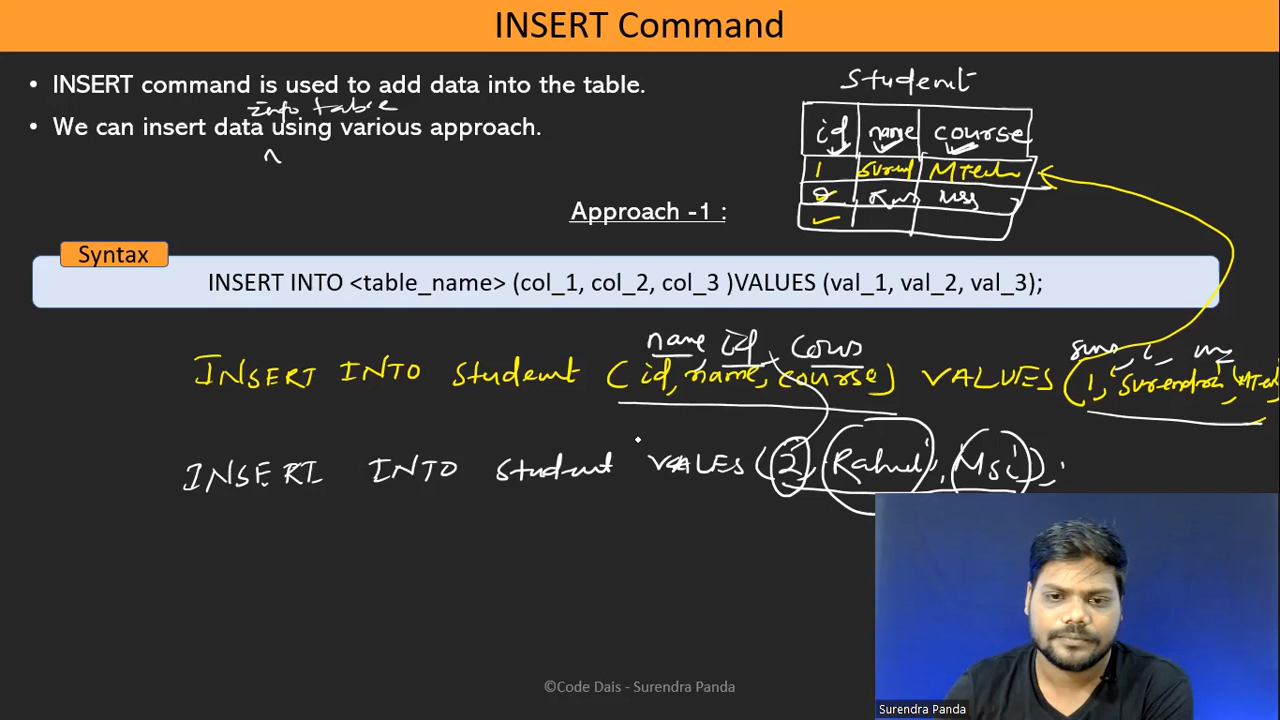 INSERT Command
• INSERT command is used to add data into the table.
into table
• We can insert data using various approach.
Student
id name course
1 Suren MTech
2
Approach -1 :
Syntax
INSERT INTO <table_name> (col_1, col_2, col_3 )VALUES (val_1, val_2, val_3);
name, id, cours
INSERT INTO Student (id, name, course) VALUES (1, 'Surendra', 'MTec
INSERT INTO Student VALUES (2, 'Rahul', 'Msc');
©Code Dais - Surendra Panda
Surendra Panda